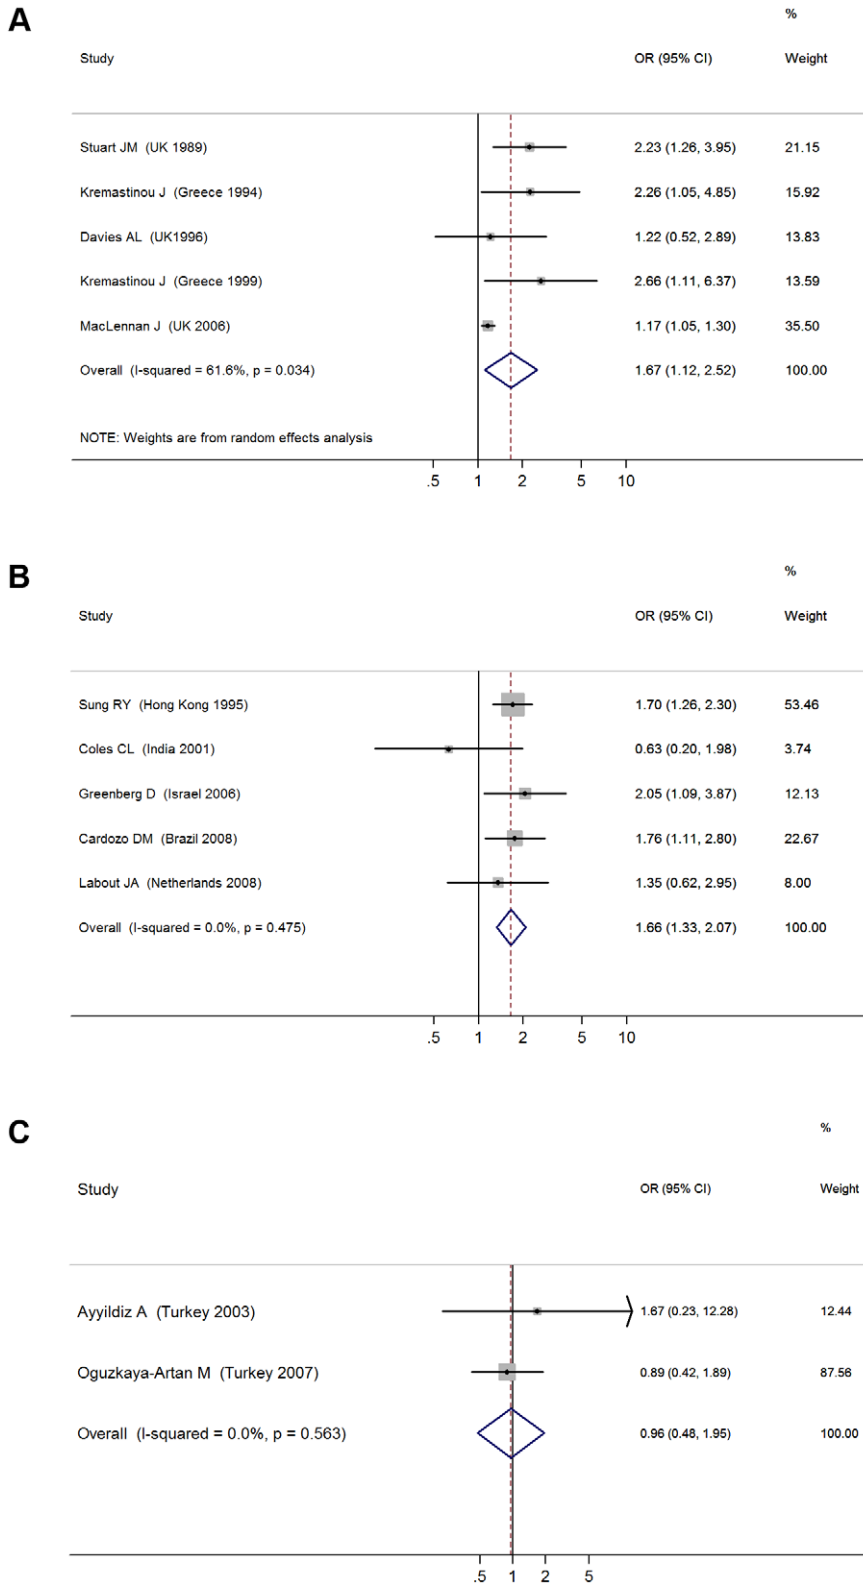 A
%
Study OR (95% CI) Weight
Stuart JM (UK 1989) 2.23 (1.26, 3.95) 21.15
Kremastinou J (Greece 1994) 2.26 (1.05, 4.85) 15.92
Davies AL (UK1996) 1.22 (0.52, 2.89) 13.83
Kremastinou J (Greece 1999) 2.66 (1.11, 6.37) 13.59
MacLennan J (UK 2006) 1.17 (1.05, 1.30) 35.50
Overall (I-squared = 61.6%, p = 0.034) 1.67 (1.12, 2.52) 100.00
NOTE: Weights are from random effects analysis
.5 1 2 5 10
B
%
Study OR (95% CI) Weight
Sung RY (Hong Kong 1995) 1.70 (1.26, 2.30) 53.46
Coles CL (India 2001) 0.63 (0.20, 1.98) 3.74
Greenberg D (Israel 2006) 2.05 (1.09, 3.87) 12.13
Cardozo DM (Brazil 2008) 1.76 (1.11, 2.80) 22.67
Labout JA (Netherlands 2008) 1.35 (0.62, 2.95) 8.00
Overall (I-squared = 0.0%, p = 0.475) 1.66 (1.33, 2.07) 100.00
.5 1 2 5 10
C
%
Study OR (95% CI) Weight
Ayyildiz A (Turkey 2003) 1.67 (0.23, 12.28) 12.44
Oguzkaya-Artan M (Turkey 2007) 0.89 (0.42, 1.89) 87.56
Overall (I-squared = 0.0%, p = 0.563) 0.96 (0.48, 1.95) 100.00
.5 1 2 5